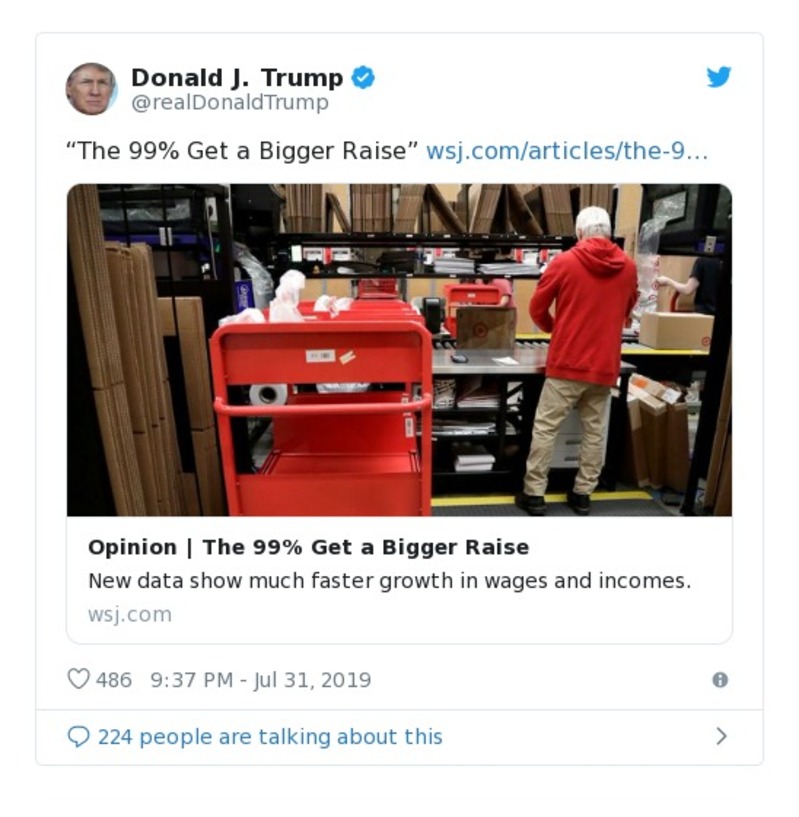 Donald J. Trump
@realDonaldTrump
“The 99% Get a Bigger Raise” wsj.com/articles/the-9…
Opinion | The 99% Get a Bigger Raise
New data show much faster growth in wages and incomes.
wsj.com
486 9:37 PM - Jul 31, 2019
224 people are talking about this